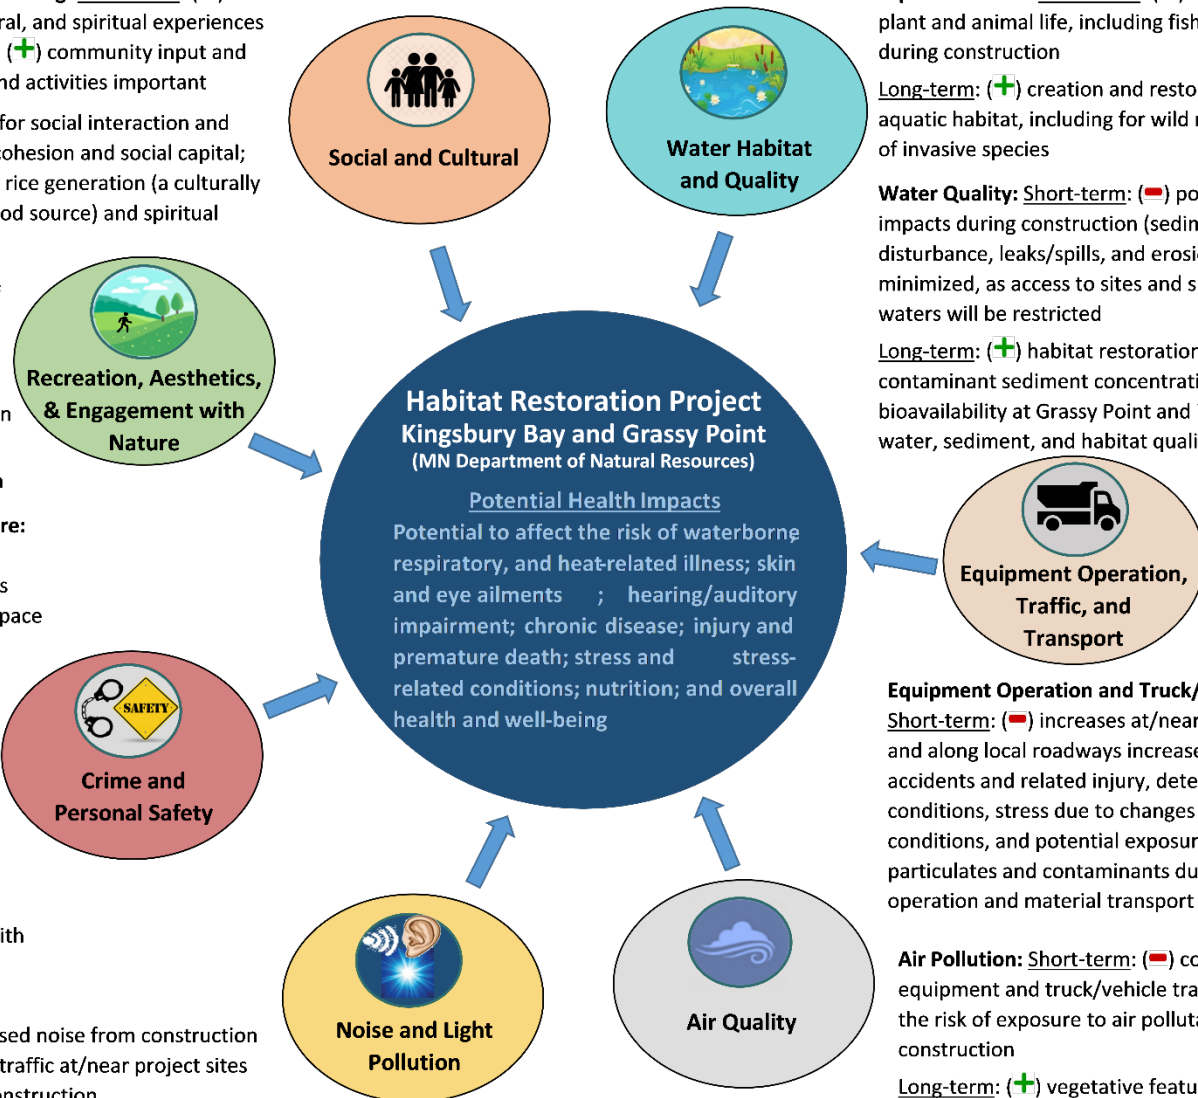 ral, and spiritual experiences
(+) community input and
nd activities important
for social interaction and
cohesion and social capital;
rice generation (a culturally
od source) and spiritual
Social and Cultural
Water Habitat
and Quality
plant and animal life, including fish
during construction
Long-term: (+) creation and resto
aquatic habitat, including for wild r
of invasive species
Water Quality: Short-term: (-) po
impacts during construction (sedim
disturbance, leaks/spills, and erosi
minimized, as access to sites and s
waters will be restricted
Long-term: (+) habitat restoration
contaminant sediment concentrati
bioavailability at Grassy Point and
water, sediment, and habitat quali
Recreation, Aesthetics,
& Engagement with
Nature
n
n
re:
s
pace
Habitat Restoration Project
Kingsbury Bay and Grassy Point
(MN Department of Natural Resources)
Potential Health Impacts
Potential to affect the risk of waterborne,
respiratory, and heat-related illness; skin
and eye ailments ; hearing/auditory
impairment; chronic disease; injury and
premature death; stress and stress-
related conditions; nutrition; and overall
health and well-being
Equipment Operation,
Traffic, and
Transport
SAFETY
Crime and
Personal Safety
Equipment Operation and Truck/
Short-term: (-) increases at/near
and along local roadways increase
accidents and related injury, dete
conditions, stress due to changes
conditions, and potential exposur
particulates and contaminants du
operation and material transport
ith
sed noise from construction
traffic at/near project sites
onstruction
Noise and Light
Pollution
Air Quality
Air Pollution: Short-term: (-) co
equipment and truck/vehicle tra
the risk of exposure to air polluta
construction
Long-term: (+) vegetative featu